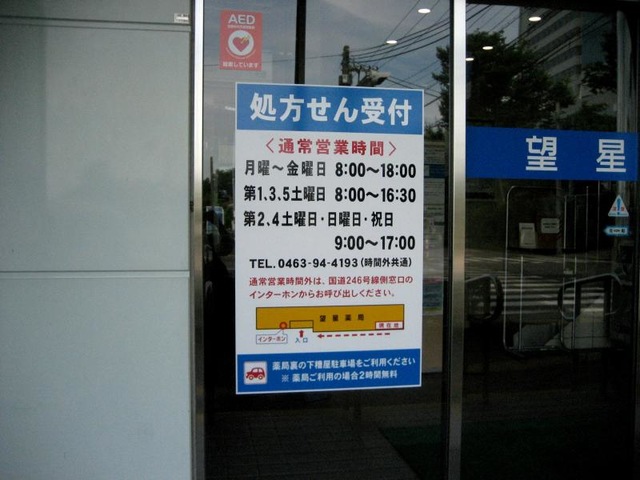 AED
処方せん受付
〈通常営業時間〉
月曜～金曜日 8:00～18:00
第1.3.5土曜日 8:00～16:30
第2、4土曜日・日曜日・祝日
9:00～17:00
TEL.0463-94-4193(時間外共通)
通常営業時間外は、国道246号線側窓口の
インターホンからお呼び出しください。
望星薬局
現在地
インターホン
入口
薬局裏の下糟屋駐車場をご利用ください
※ 薬局ご利用の場合2時間無料
望星